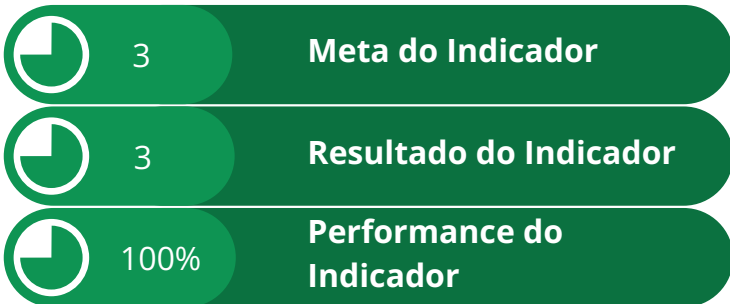 3 Meta do Indicador
3 Resultado do Indicador
100% Performance do
Indicador